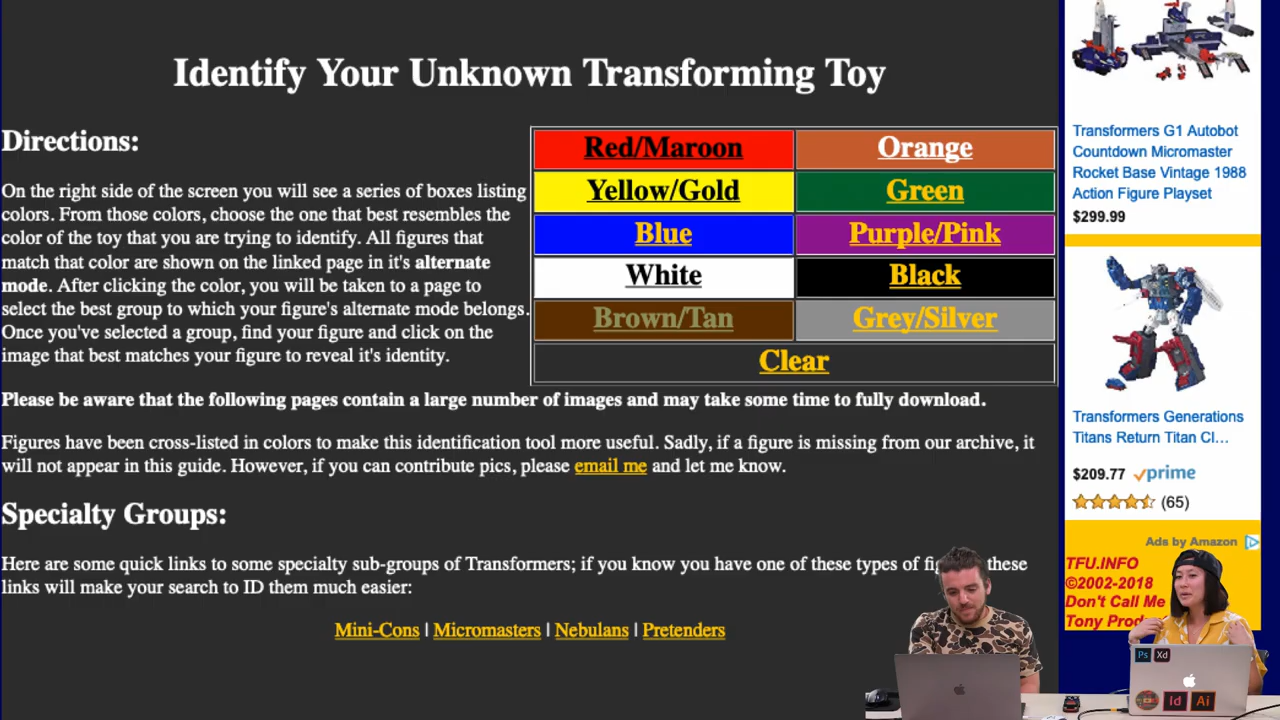 Identify Your Unknown Transforming Toy
Directions:
On the right side of the screen you will see a series of boxes listing
colors. From those colors, choose the one that best resembles the
color of the toy that you are trying to identify. All figures that
match that color are shown on the linked page in it's alternate
mode. After clicking the color, you will be taken to a page to
select the best group to which your figure's alternate mode belongs.
Once you've selected a group, find your figure and click on the
image that best matches your figure to reveal it's identity.
Red/Maroon
Orange
Yellow/Gold
Green
Blue
Purple/Pink
White
Black
Brown/Tan
Grey/Silver
Clear
Please be aware that the following pages contain a large number of images and may take some time to fully download.
Figures have been cross-listed in colors to make this identification tool more useful. Sadly, if a figure is missing from our archive, it
will not appear in this guide. However, if you can contribute pics, please email me and let me know.
Specialty Groups:
Here are some quick links to some specialty sub-groups of Transformers; if you know you have one of these types of these
links will make your search to ID them much easier:
Mini-Cons | Micromasters | Nebulans | Pretenders
Transformers G1 Autobot
Countdown Micromaster
Rocket Base Vintage 1988
Action Figure Playset
$299.99
Transformers Generations
Titans Return Titan Cl...
$209.77 prime
(65)
Ads by Amazon
TFU.INFO
©2002-2018
Don't Call Me
Tony
Ps Xd
Id Ai